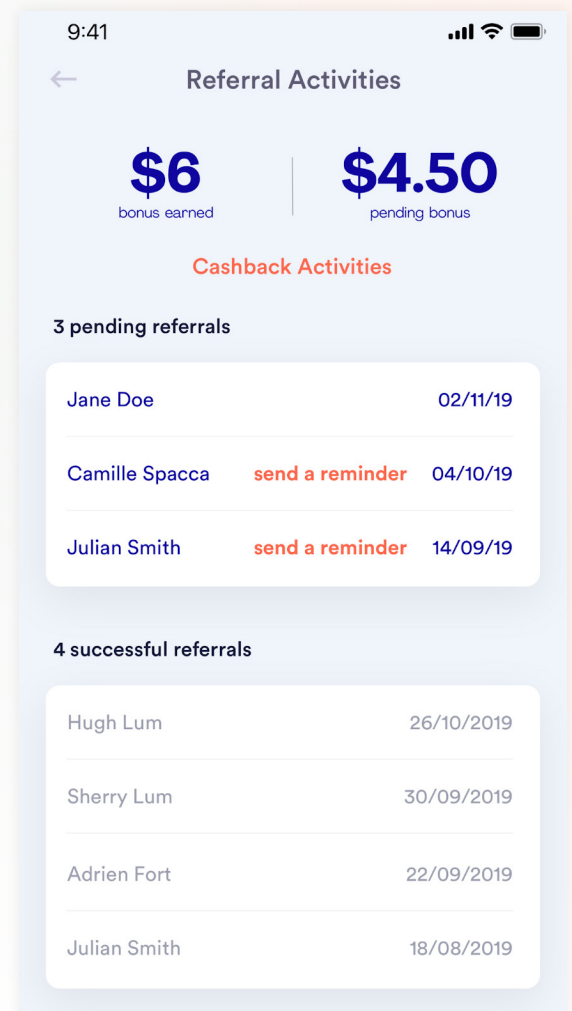 9:41
Referral Activities
$6 $4.50
bonus earned pending bonus
Cashback Activities
3 pending referrals
Jane Doe 02/11/19
Camille Spacca send a reminder 04/10/19
Julian Smith send a reminder 14/09/19
4 successful referrals
Hugh Lum 26/10/2019
Sherry Lum 30/09/2019
Adrien Fort 22/09/2019
Julian Smith 18/08/2019